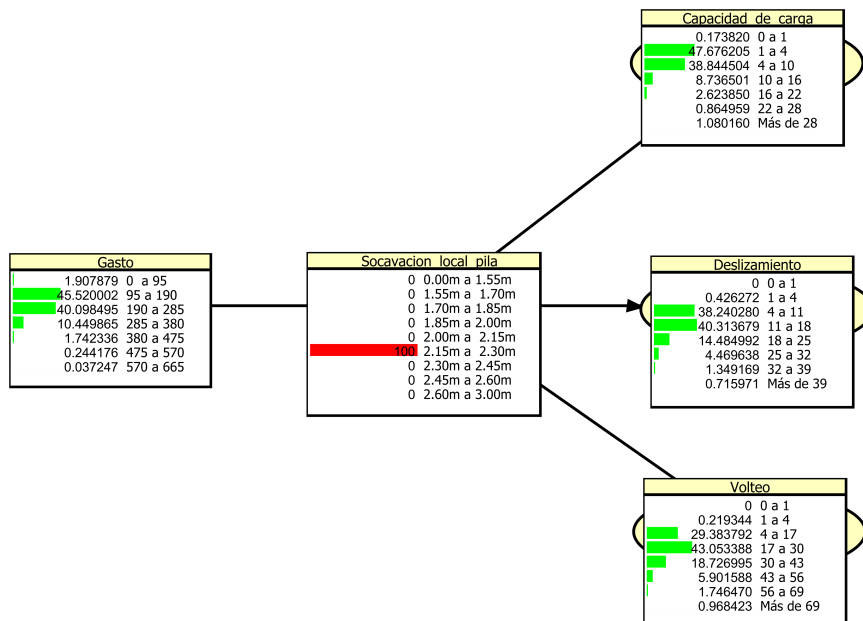 Capacidad_de_carga
0.173820 0 a 1
47.676205 1 a 4
38.844504 4 a 10
8.736501 10 a 16
2.623850 16 a 22
0.864959 22 a 28
1.080160 Más de 28
Gasto
1.907879 0 a 95
45.520002 95 a 190
40.098495 190 a 285
10.449865 285 a 380
1.742336 380 a 475
0.244176 475 a 570
0.037247 570 a 665
Socavacion_local_pila
0 0.00m a 1.55m
0 1.55m a 1.70m
0 1.70m a 1.85m
0 1.85m a 2.00m
0 2.00m a 2.15m
100 2.15m a 2.30m
0 2.30m a 2.45m
0 2.45m a 2.60m
0 2.60m a 3.00m
Deslizamiento
0 0 a 1
0.426272 1 a 4
38.240280 4 a 11
40.313679 11 a 18
14.484992 18 a 25
4.469638 25 a 32
1.349169 32 a 39
0.715971 Más de 39
Volteo
0 0 a 1
0.219344 1 a 4
29.383792 4 a 17
43.053388 17 a 30
18.726995 30 a 43
5.901588 43 a 56
1.746470 56 a 69
0.968423 Más de 69